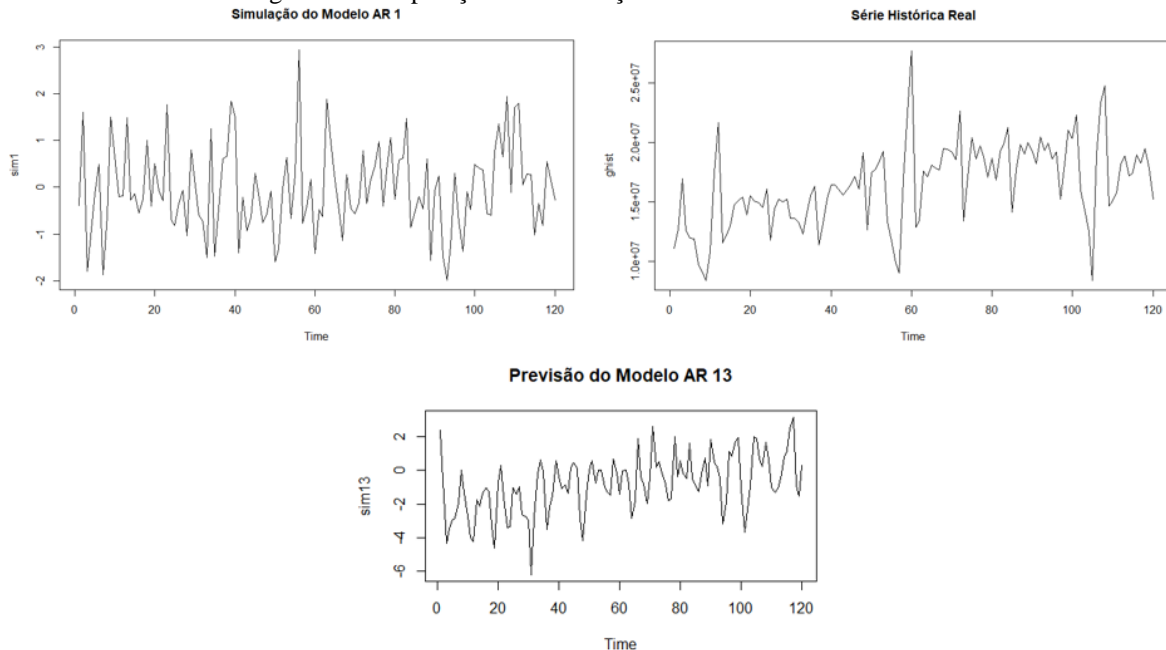 Simulação do Modelo AR 1
sim1
3
2
1
0
-1
-2
0 20 40 60 80 100 120
Time
Série Histórica Real
ghist
2.5e+07
2.0e+07
1.5e+07
1.0e+07
0 20 40 60 80 100 120
Time
Previsão do Modelo AR 13
sim13
2
0
-2
-4
-6
0 20 40 60 80 100 120
Time